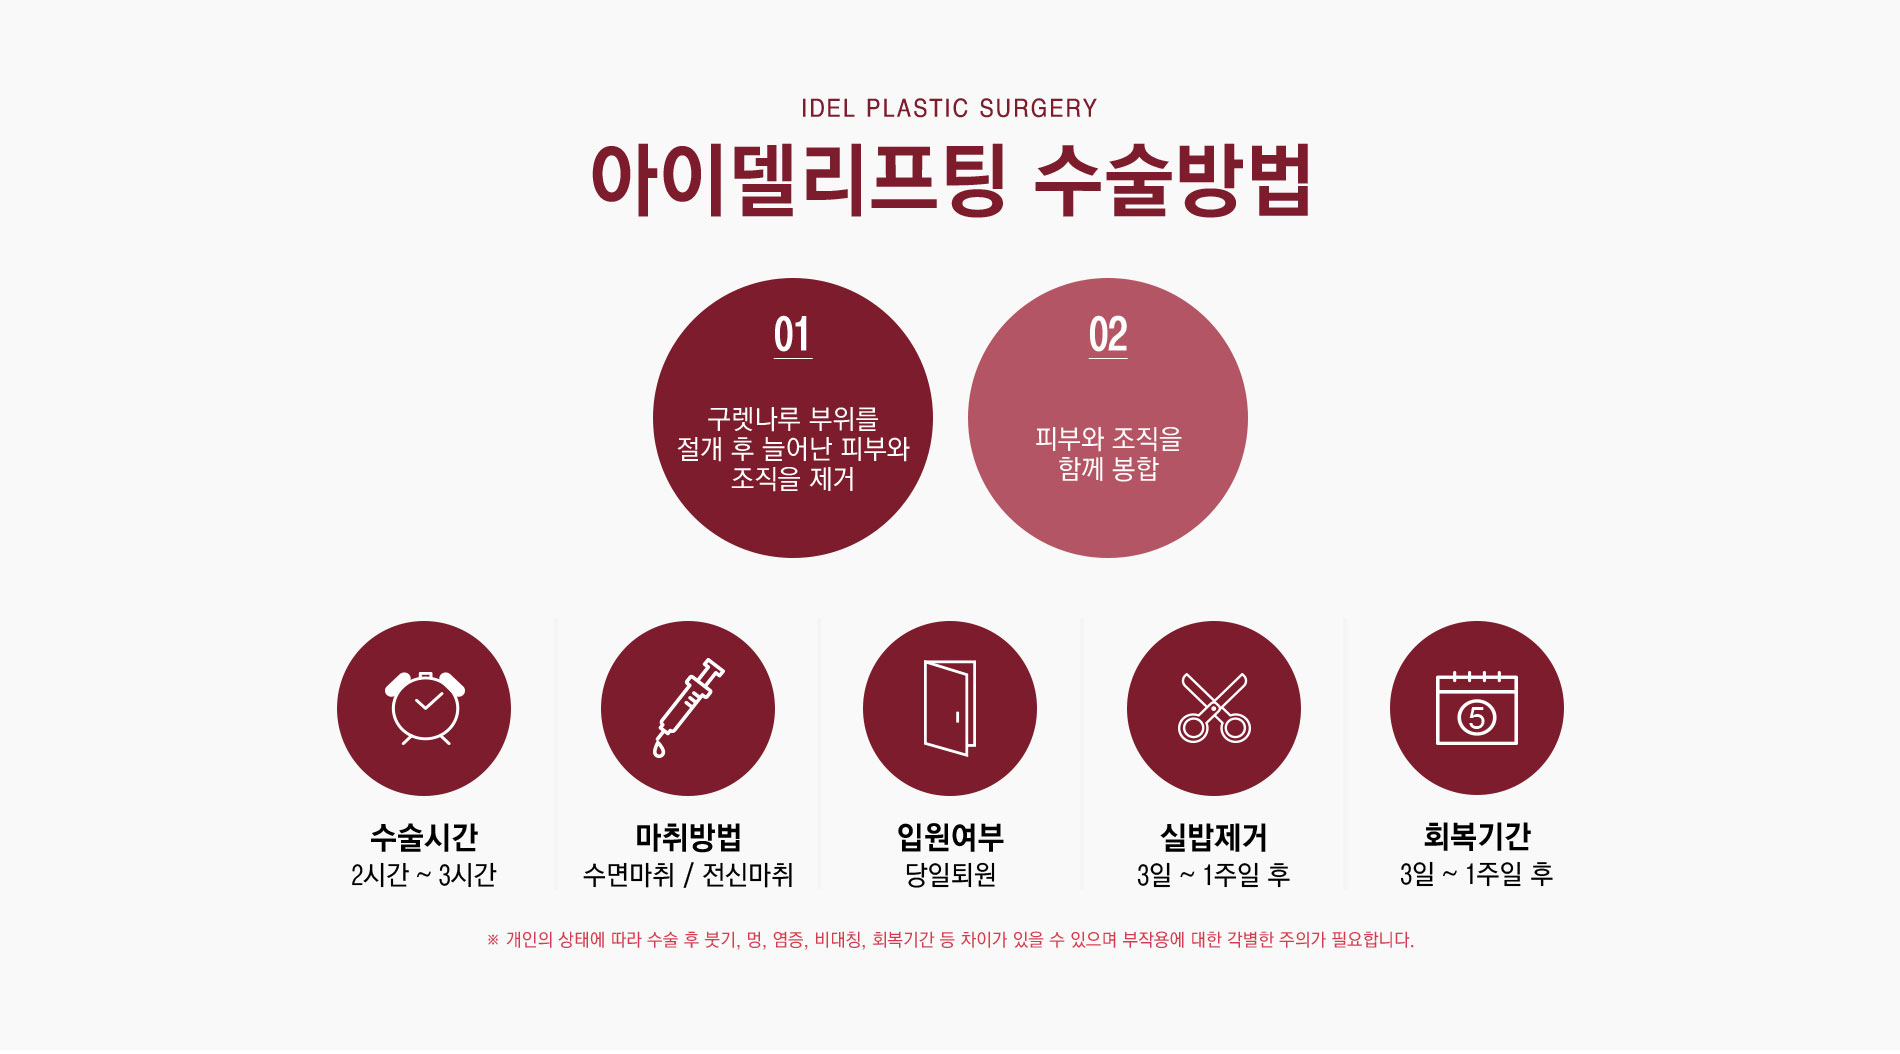 IDEL PLASTIC SURGERY
아이델리프팅 수술방법
01
구렛나루 부위를
절개 후 늘어난 피부와
조직을 제거
02
피부와 조직을
함께 봉합
수술시간
2시간 ~ 3시간
마취방법
수면마취 / 전신마취
입원여부
당일퇴원
실밥제거
3일 ~ 1주일 후
5
회복기간
3일 ~ 1주일 후
※ 개인의 상태에 따라 수술 후 붓기, 멍, 염증, 비대칭, 회복기간 등 차이가 있을 수 있으며 부작용에 대한 각별한 주의가 필요합니다.